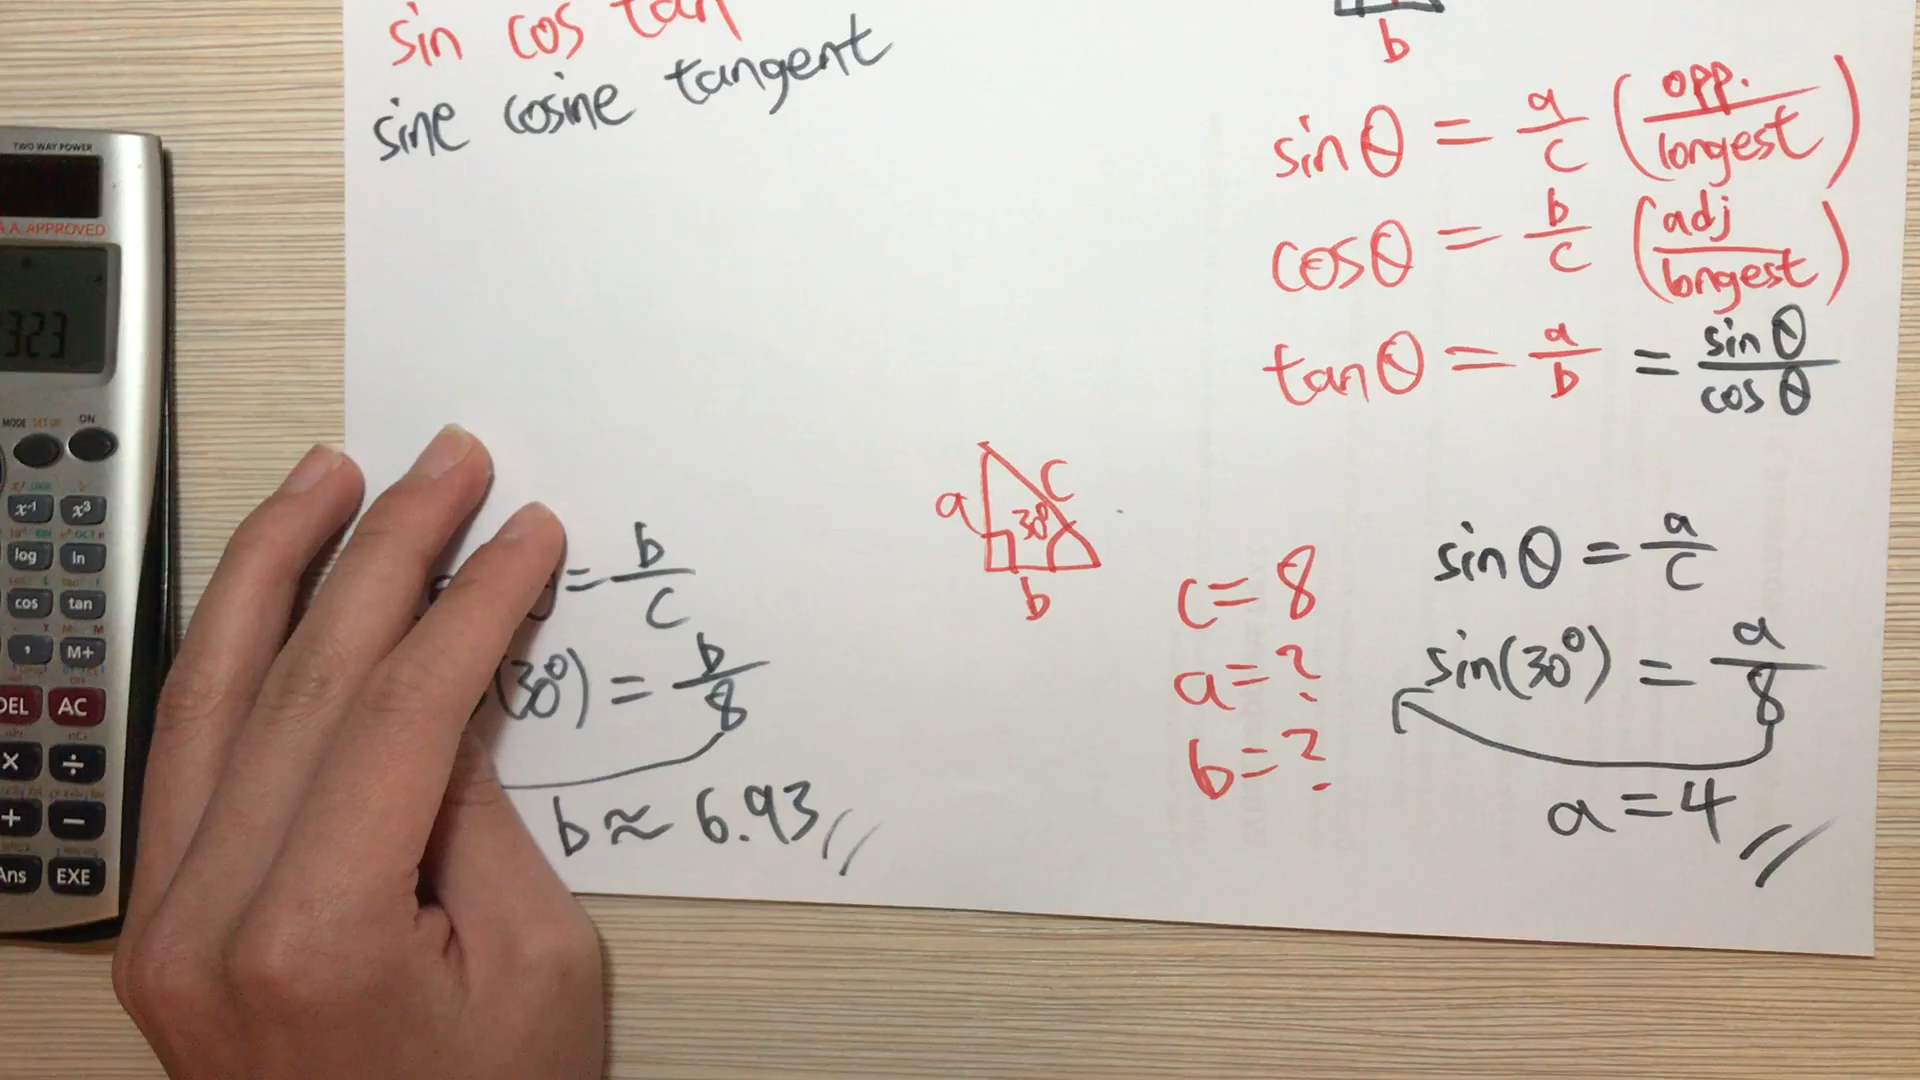 sin cos tan
sine cosine tangent
b
sin θ = a/c (opp./longest)
cos θ = b/c (adj/longest)
tan θ = a/b = sin θ/cos θ
a c 30°
b
c = 8
a = ?
b = ?
sin θ = a/c
sin(30°) = a/8
a = 4 //
= b/c
(30°) = b/8
b ≈ 6.93 //
TWO WAY POWER
A A. APPROVED
323
MODE SETUP ON
x⁻¹ x³
log ln
cos tan
, M+
DEL AC
× ÷
+ −
Ans EXE